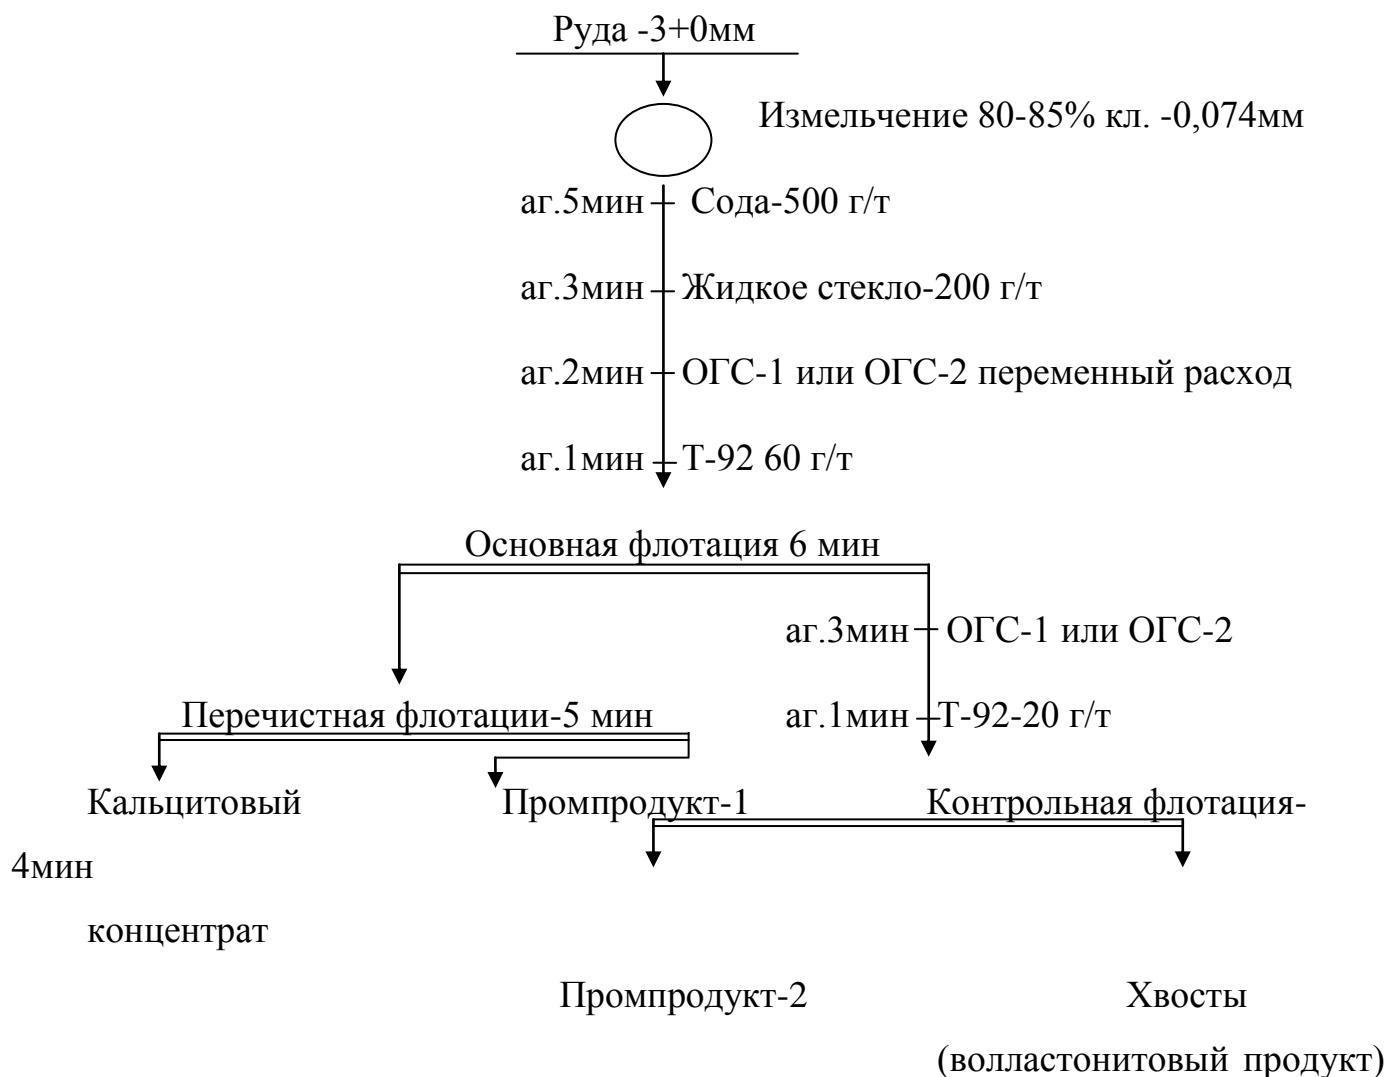 Руда -3+0мм
Измельчение 80-85% кл. -0,074мм
аг.5мин Сода-500 г/т
аг.3мин Жидкое стекло-200 г/т
аг.2мин ОГС-1 или ОГС-2 переменный расход
аг.1мин Т-92 60 г/т
Основная флотация 6 мин
аг.3мин ОГС-1 или ОГС-2
Перечистная флотации-5 мин аг.1мин Т-92-20 г/т
Кальцитовый Промпродукт-1 Контрольная флотация-
4мин
концентрат
Промпродукт-2 Хвосты
(волластонитовый продукт)